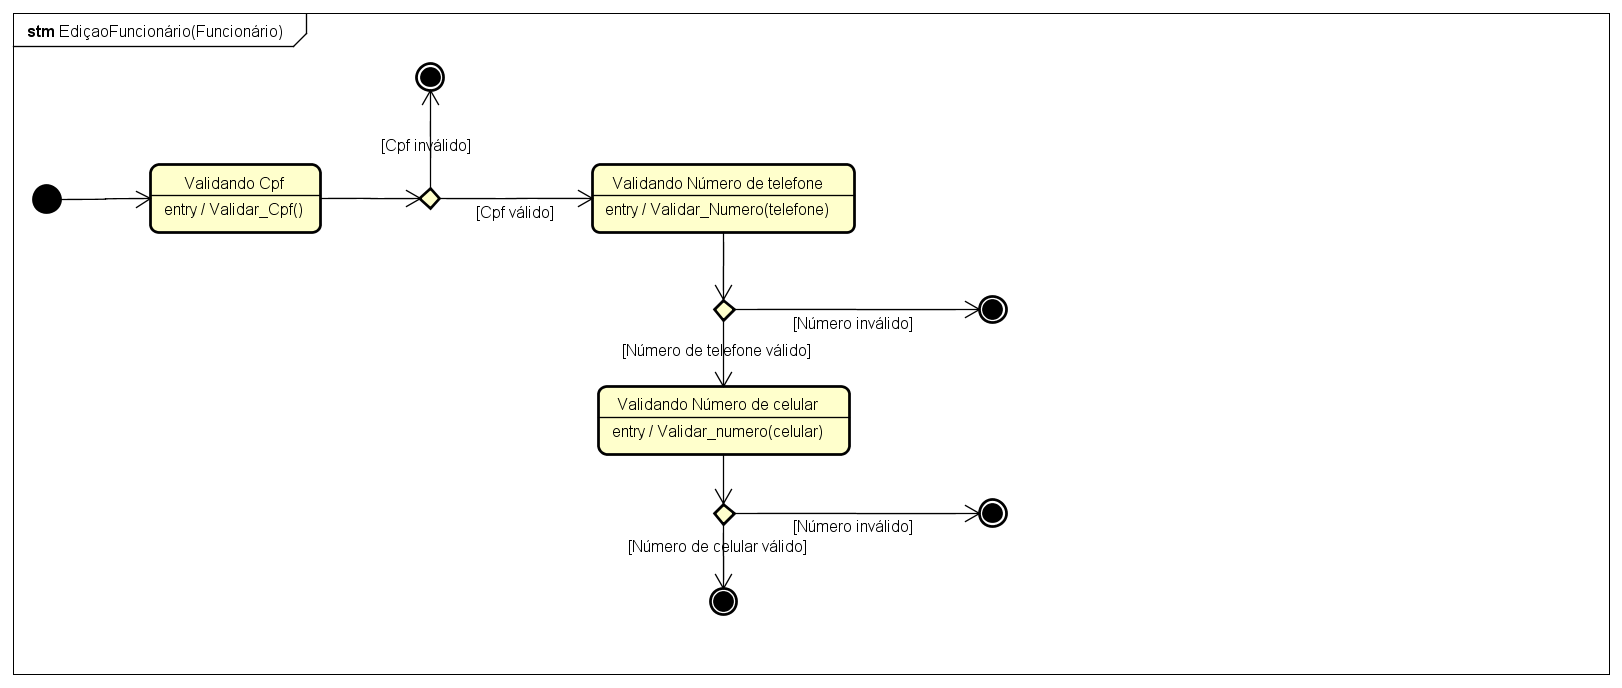 stm EdiçaoFuncionário(Funcionário)
[Cpf inválido]
Validando Cpf
entry / Validar_Cpf()
[Cpf válido]
Validando Número de telefone
entry / Validar_Numero(telefone)
[Número inválido]
[Número de telefone válido]
Validando Número de celular
entry / Validar_numero(celular)
[Número inválido]
[Número de celular válido]